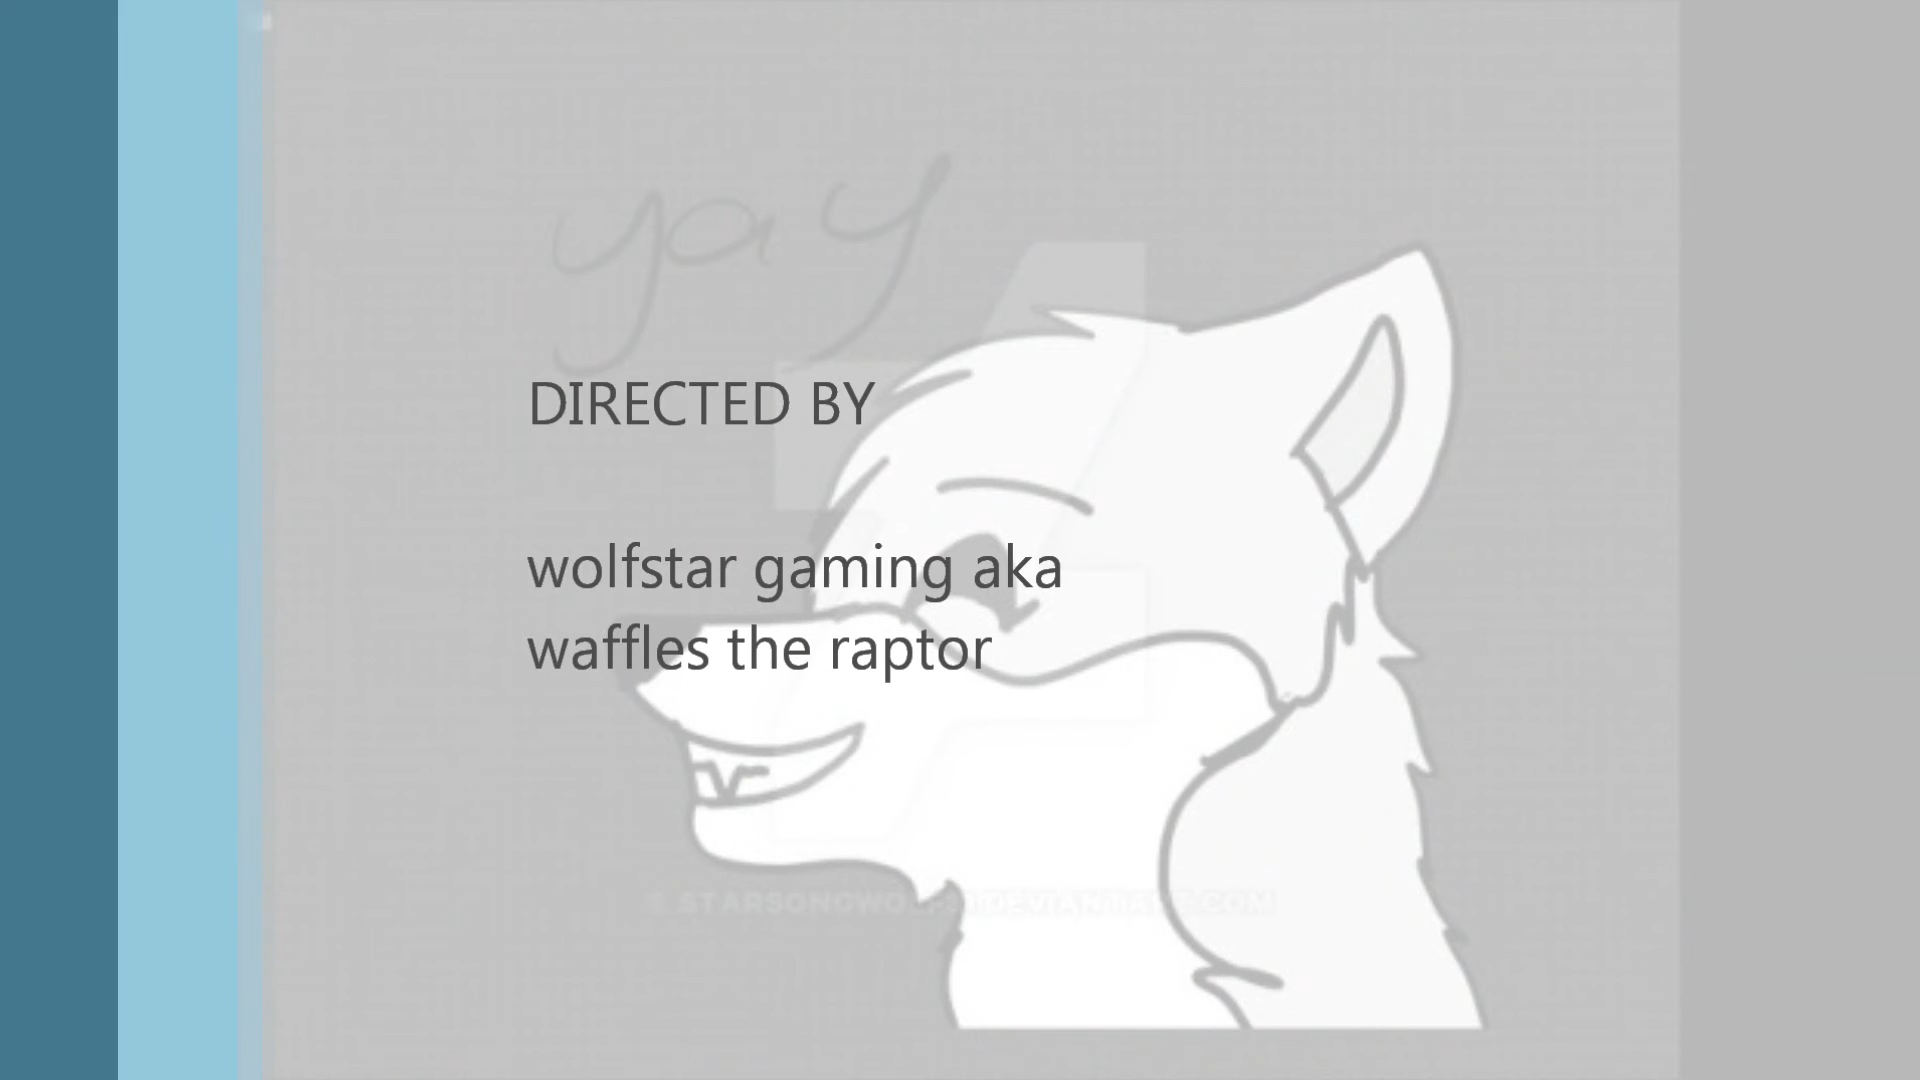 yay
DIRECTED BY
wolfstar gaming aka
waffles the raptor